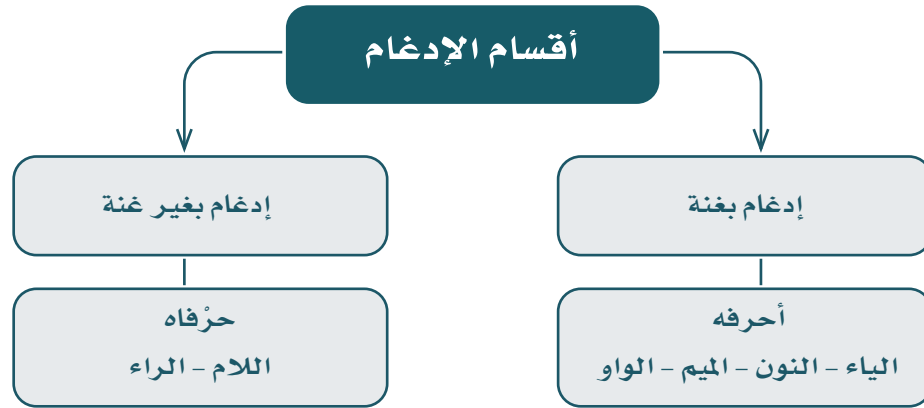 أقسام الإدغام
إدغام بغنة
أحرفه
الياء – النون – الميم – الواو
إدغام بغير غنة
حرْفاه
اللام – الراء